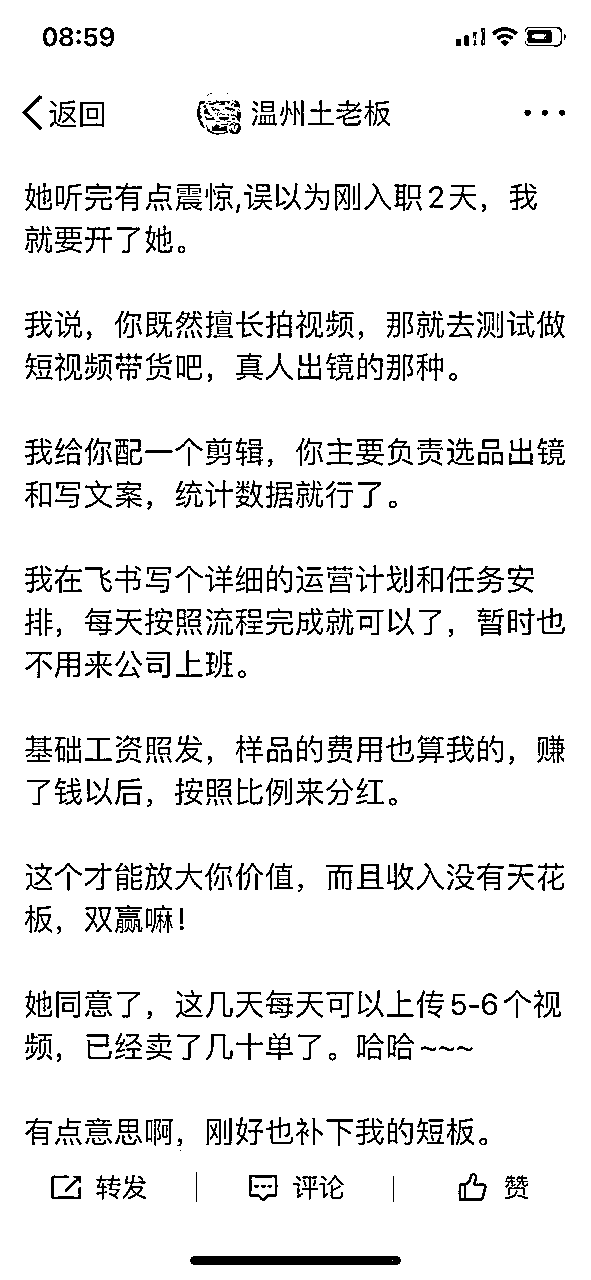 08:59
返回
温州土老板
她听完有点震惊,误以为刚入职2天，我
就要开了她。
我说，你既然擅长拍视频，那就去测试做
短视频带货吧，真人出镜的那种。
我给你配一个剪辑，你主要负责选品出镜
和写文案，统计数据就行了。
我在飞书写个详细的运营计划和任务安
排，每天按照流程完成就可以了，暂时也
不用来公司上班。
基础工资照发，样品的费用也算我的，赚
了钱以后，按照比例来分红。
这个才能放大你价值，而且收入没有天花
板，双赢嘛！
她同意了，这几天每天可以上传5-6个视
频，已经卖了几十单了。哈哈~~~
有点意思啊，刚好也补下我的短板。
转发
评论
赞